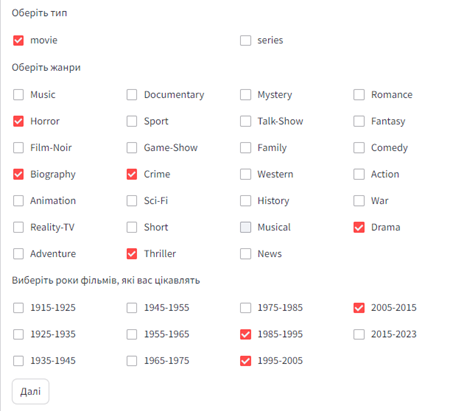 Оберіть тип
movie series
Оберіть жанри
Music Documentary Mystery Romance
Horror Sport Talk-Show Fantasy
Film-Noir Game-Show Family Comedy
Biography Crime Western Action
Animation Sci-Fi History War
Reality-TV Short Musical Drama
Adventure Thriller News
Виберіть роки фільмів, які вас цікавлять
1915-1925 1945-1955 1975-1985 2005-2015
1925-1935 1955-1965 1985-1995 2015-2023
1935-1945 1965-1975 1995-2005
Далі